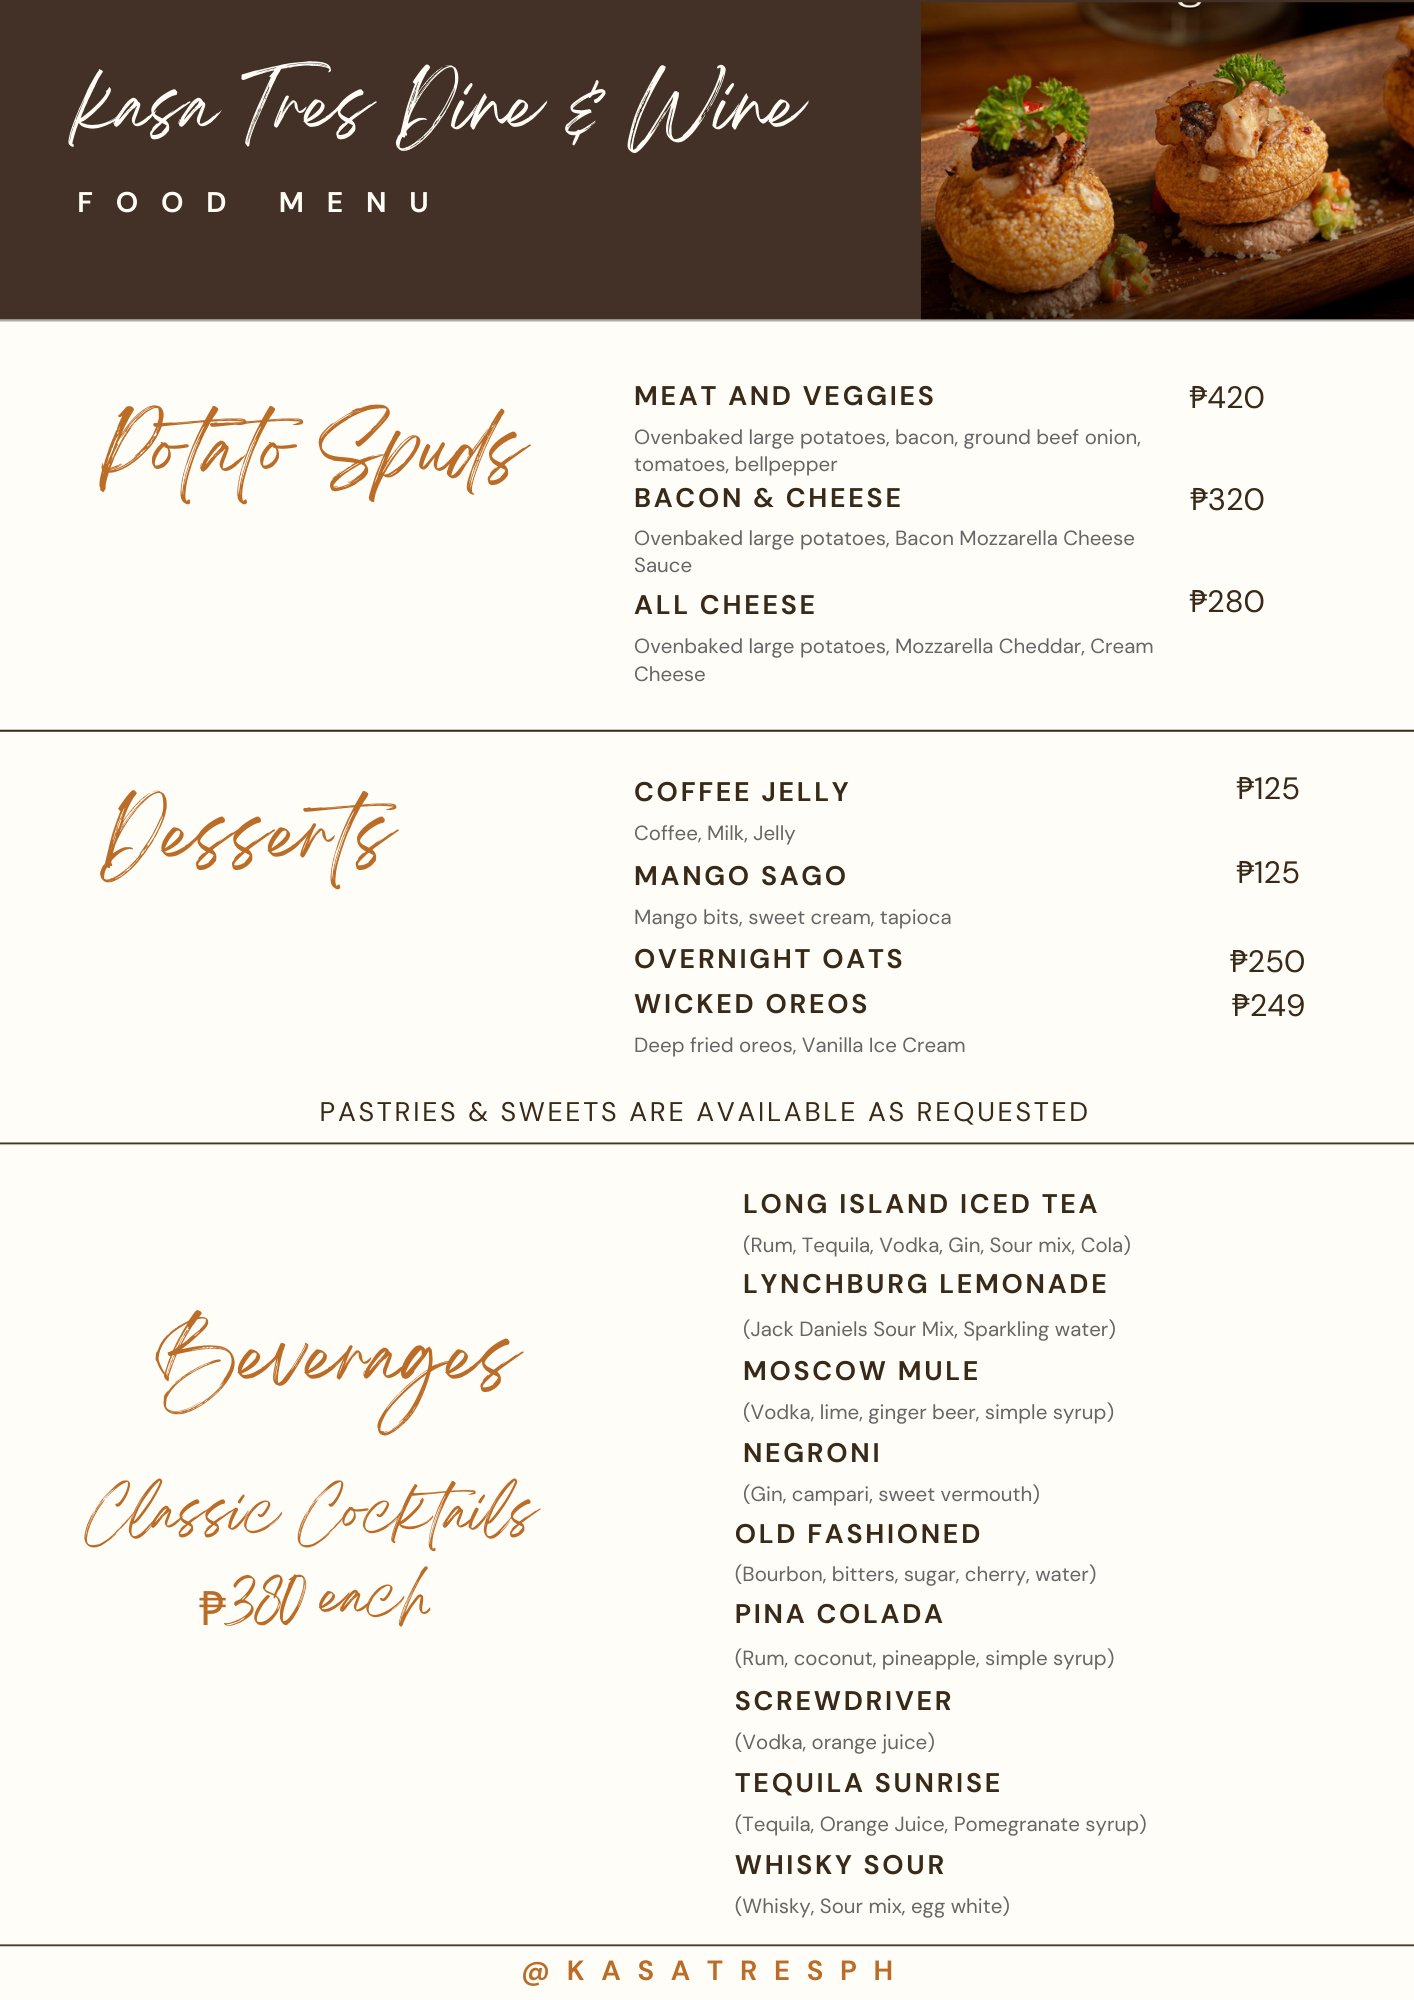 Kasa Tres Dine & Wine
FOOD MENU
Potato Spuds
MEAT AND VEGGIES ₱420
Ovenbaked large potatoes, bacon, ground beef onion,
tomatoes, bellpepper
BACON & CHEESE ₱320
Ovenbaked large potatoes, Bacon Mozzarella Cheese
Sauce
ALL CHEESE ₱280
Ovenbaked large potatoes, Mozzarella Cheddar, Cream
Cheese
Desserts
COFFEE JELLY ₱125
Coffee, Milk, Jelly
MANGO SAGO ₱125
Mango bits, sweet cream, tapioca
OVERNIGHT OATS ₱250
WICKED OREOS ₱249
Deep fried oreos, Vanilla Ice Cream
PASTRIES & SWEETS ARE AVAILABLE AS REQUESTED
Beverages
Classic Cocktails
₱380 each
LONG ISLAND ICED TEA
(Rum, Tequila, Vodka, Gin, Sour mix, Cola)
LYNCHBURG LEMONADE
(Jack Daniels Sour Mix, Sparkling water)
MOSCOW MULE
(Vodka, lime, ginger beer, simple syrup)
NEGRONI
(Gin, campari, sweet vermouth)
OLD FASHIONED
(Bourbon, bitters, sugar, cherry, water)
PINA COLADA
(Rum, coconut, pineapple, simple syrup)
SCREWDRIVER
(Vodka, orange juice)
TEQUILA SUNRISE
(Tequila, Orange Juice, Pomegranate syrup)
WHISKY SOUR
(Whisky, Sour mix, egg white)
@KASATRESPH